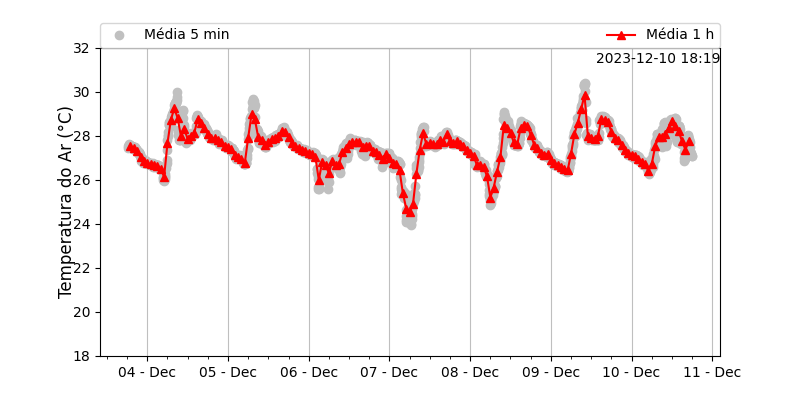 Média 5 min
Média 1 h
2023-12-10 18:19
Temperatura do Ar (°C)
32
30
28
26
24
22
20
18
04 - Dec
05 - Dec
06 - Dec
07 - Dec
08 - Dec
09 - Dec
10 - Dec
11 - Dec